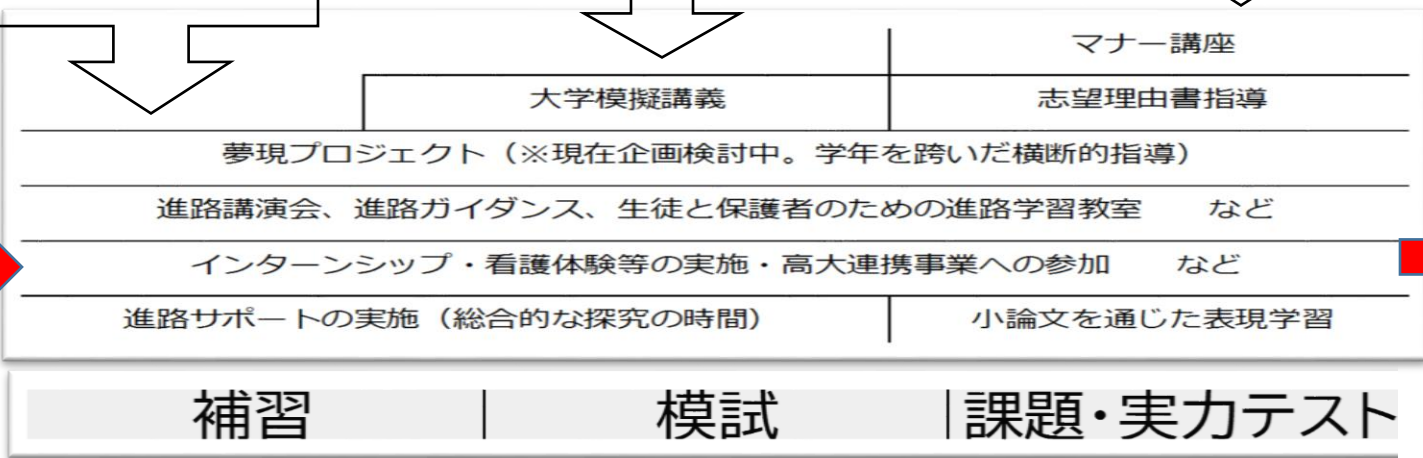 マナー講座
大学模擬講義 志望理由書指導
夢現プロジェクト（※現在企画検討中。学年を跨いだ横断的指導）
進路講演会、進路ガイダンス、生徒と保護者のための進路学習教室 など
インターンシップ・看護体験等の実施・高大連携事業への参加 など
進路サポートの実施（総合的な探究の時間） 小論文を通じた表現学習
補習 模試 課題・実力テスト